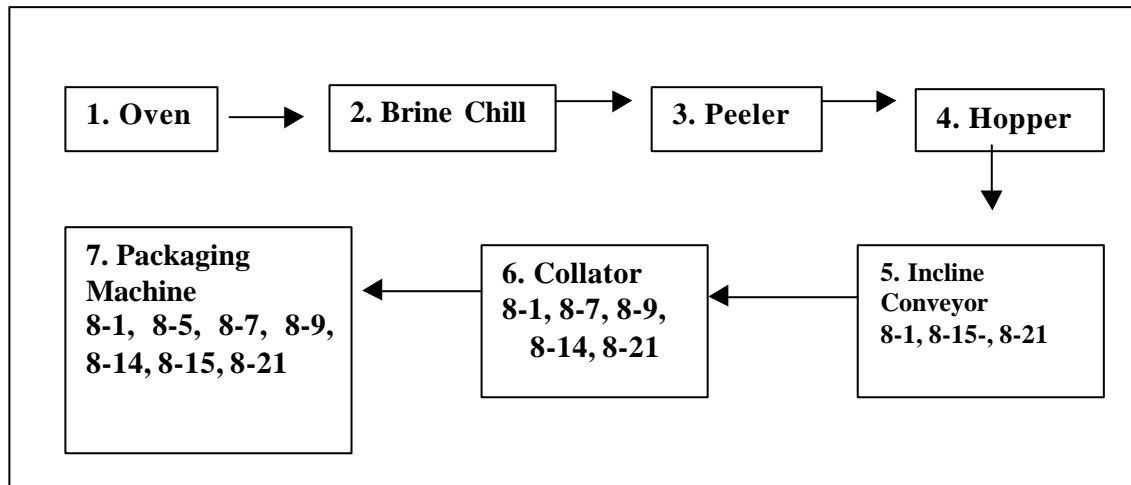 1. Oven
2. Brine Chill
3. Peeler
4. Hopper
5. Incline
Conveyor
8-1, 8-15-, 8-21
6. Collator
8-1, 8-7, 8-9,
8-14, 8-21
7. Packaging
Machine
8-1, 8-5, 8-7, 8-9,
8-14, 8-15, 8-21